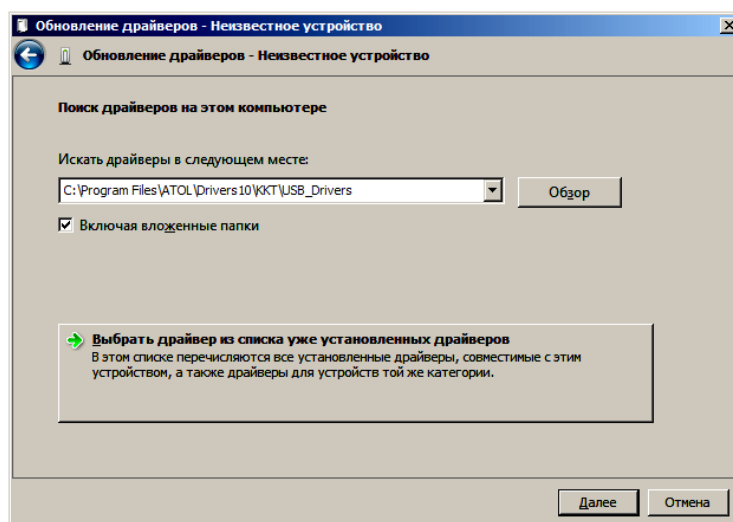 Обновление драйверов - Неизвестное устройство
Обновление драйверов - Неизвестное устройство
Поиск драйверов на этом компьютере
Искать драйверы в следующем месте:
C:\Program Files\ATOL\Drivers10\KKT\USB_Drivers
Обзор
Включая вложенные папки
Выбрать драйвер из списка уже установленных драйверов
В этом списке перечисляются все установленные драйверы, совместимые с этим
устройством, а также драйверы для устройств той же категории.
Далее
Отмена